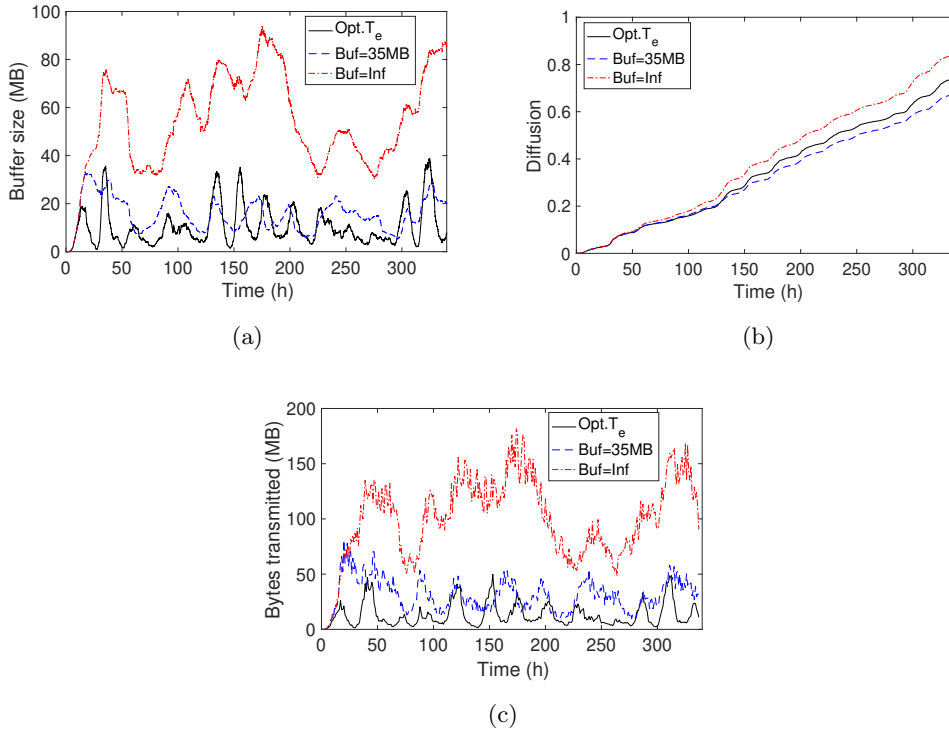 Buffer size (MB)
100
80
60
40
20
0
Opt.T_e
Buf=35MB
Buf=Inf
0 50 100 150 200 250 300
Time (h)
(a)
Diffusion
1
0.8
0.6
0.4
0.2
0
Opt.T_e
Buf=35MB
Buf=Inf
0 50 100 150 200 250 300
Time (h)
(b)
Bytes transmitted (MB)
200
150
100
50
0
Opt.T_e
Buf=35MB
Buf=Inf
0 50 100 150 200 250 300
Time (h)
(c)